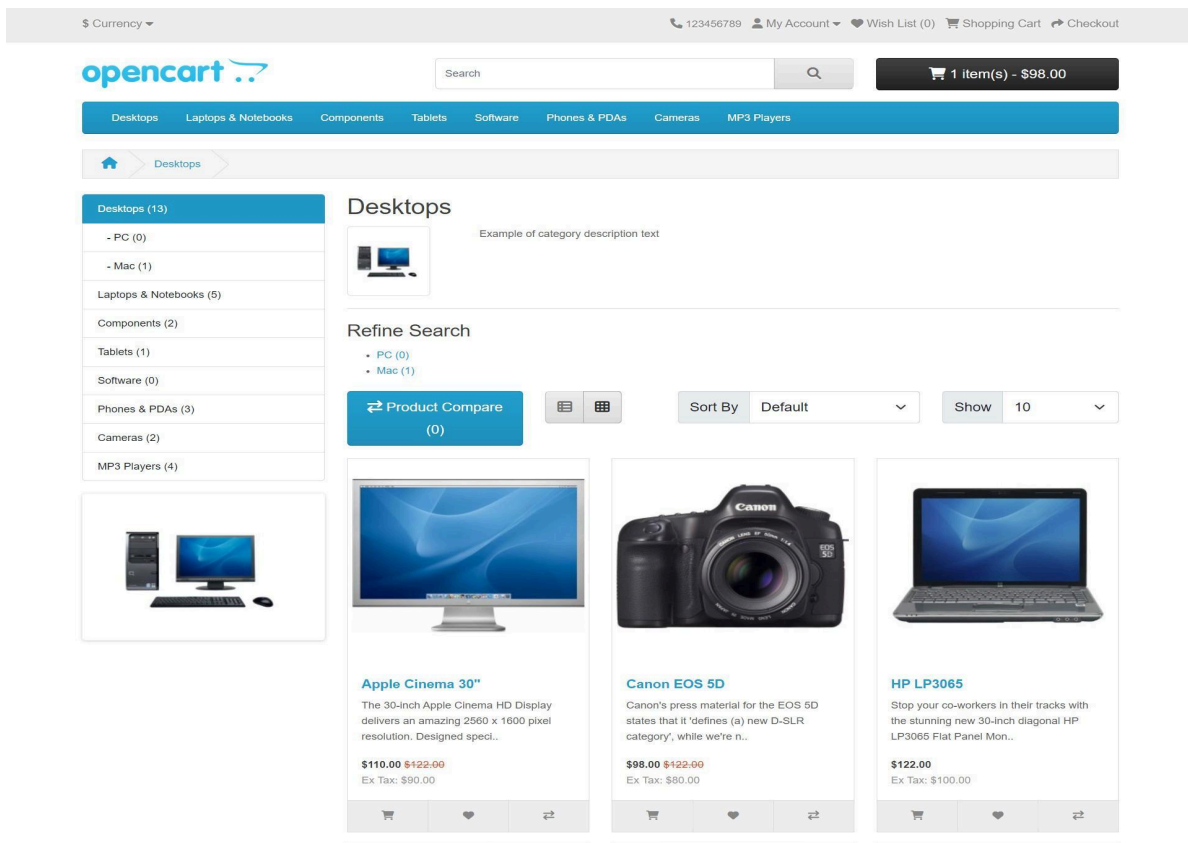 $ Currency
123456789 My Account Wish List (0) Shopping Cart Checkout
opencart
Search
1 item(s) - $98.00
Desktops Laptops & Notebooks Components Tablets Software Phones & PDAs Cameras MP3 Players
Desktops
Desktops (13)
- PC (0)
- Mac (1)
Laptops & Notebooks (5)
Components (2)
Tablets (1)
Software (0)
Phones & PDAs (3)
Cameras (2)
MP3 Players (4)
Desktops
Example of category description text
Refine Search
PC (0)
Mac (1)
Product Compare
(0)
Sort By Default
Show 10
Canon
EOS
5D
Apple Cinema 30"
The 30-inch Apple Cinema HD Display
delivers an amazing 2560 x 1600 pixel
resolution. Designed speci..
$110.00 $122.00
Ex Tax: $90.00
Canon EOS 5D
Canon's press material for the EOS 5D
states that it 'defines (a) new D-SLR
category', while we're n..
$98.00 $122.00
Ex Tax: $80.00
HP LP3065
Stop your co-workers in their tracks with
the stunning new 30-inch diagonal HP
LP3065 Flat Panel Mon..
$122.00
Ex Tax: $100.00